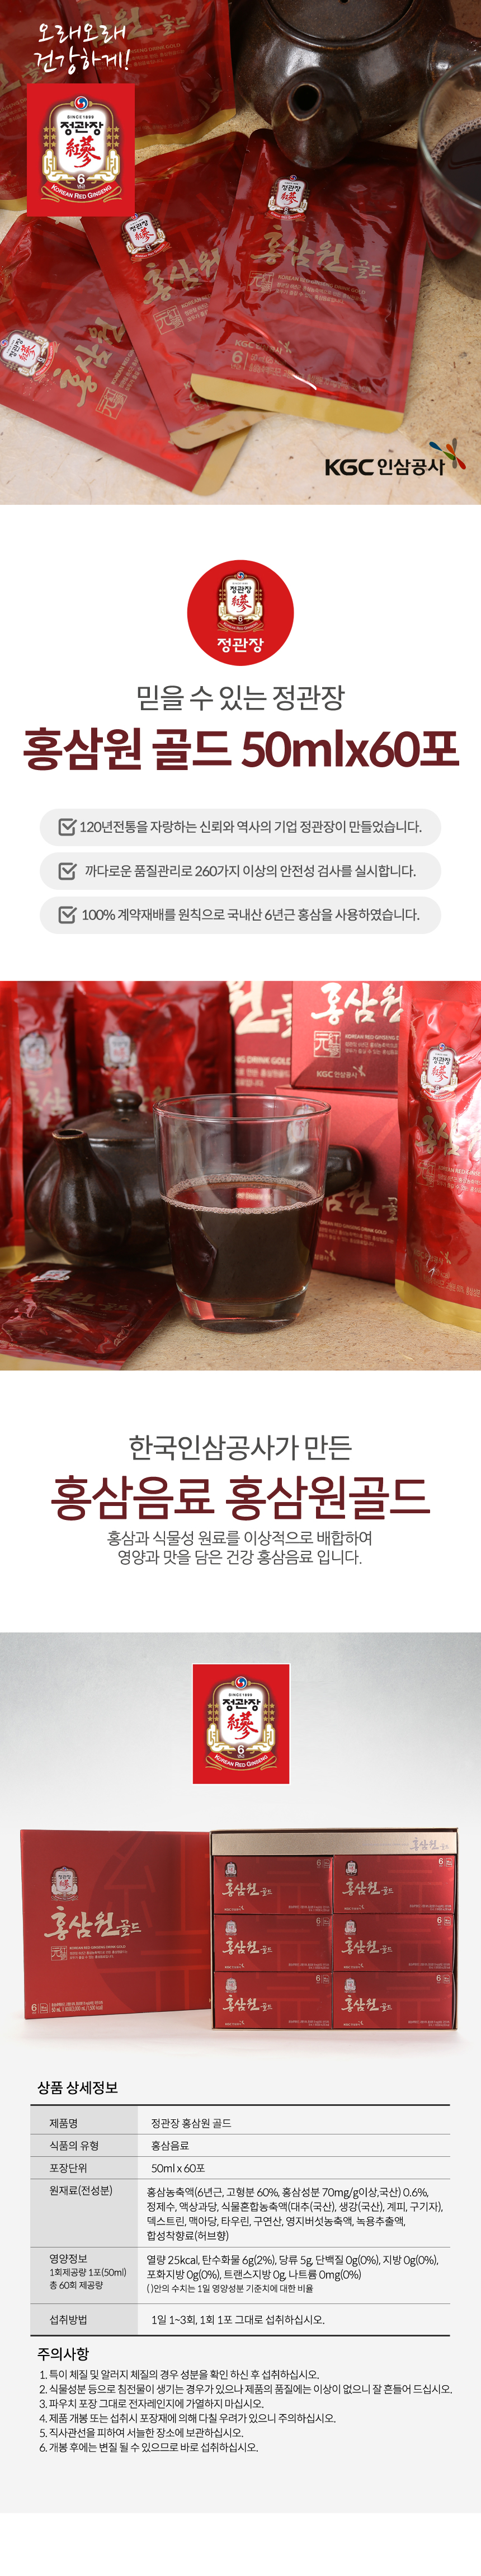 오래오래
건강하게!
SINCE 1899
정관장
紅蔘
6
KOREAN RED GINSENG
홍삼원 골드
KGC 인삼공사
정관장
믿을 수 있는 정관장
홍삼원 골드 50mlx60포
120년전통을 자랑하는 신뢰와 역사의 기업 정관장이 만들었습니다.
까다로운 품질관리로 260가지 이상의 안전성 검사를 실시합니다.
100% 계약재배를 원칙으로 국내산 6년근 홍삼을 사용하였습니다.
홍삼원
KGC 인삼공사
한국인삼공사가 만든
홍삼음료 홍삼원골드
홍삼과 식물성 원료를 이상적으로 배합하여
영양과 맛을 담은 건강 홍삼음료 입니다.
SINCE 1899
정관장
紅蔘
6
KOREAN RED GINSENG
홍삼원골드
상품 상세정보
제품명 정관장 홍삼원 골드
식품의 유형 홍삼음료
포장단위 50ml x 60포
원재료(전성분) 홍삼농축액(6년근, 고형분 60%, 홍삼성분 70mg/g이상,국산) 0.6%,
정제수, 액상과당, 식물혼합농축액(대추(국산), 생강(국산), 계피, 구기자),
덱스트린, 맥아당, 타우린, 구연산, 영지버섯농축액, 녹용추출액,
합성착향료(허브향)
영양정보 열량 25kcal, 탄수화물 6g(2%), 당류 5g, 단백질 0g(0%), 지방 0g(0%),
1회제공량 1포(50ml) 포화지방 0g(0%), 트랜스지방 0g, 나트륨 0mg(0%)
총 60회 제공량 ( )안의 수치는 1일 영양성분 기준치에 대한 비율
섭취방법 1일 1~3회, 1회 1포 그대로 섭취하십시오.
주의사항
1. 특이 체질 및 알러지 체질의 경우 성분을 확인 하신 후 섭취하십시오.
2. 식물성분 등으로 침전물이 생기는 경우가 있으나 제품의 품질에는 이상이 없으니 잘 흔들어 드십시오.
3. 파우치 포장 그대로 전자레인지에 가열하지 마십시오.
4. 제품 개봉 또는 섭취시 포장재에 의해 다칠 우려가 있으니 주의하십시오.
5. 직사관선을 피하여 서늘한 장소에 보관하십시오.
6. 개봉 후에는 변질 될 수 있으므로 바로 섭취하십시오.